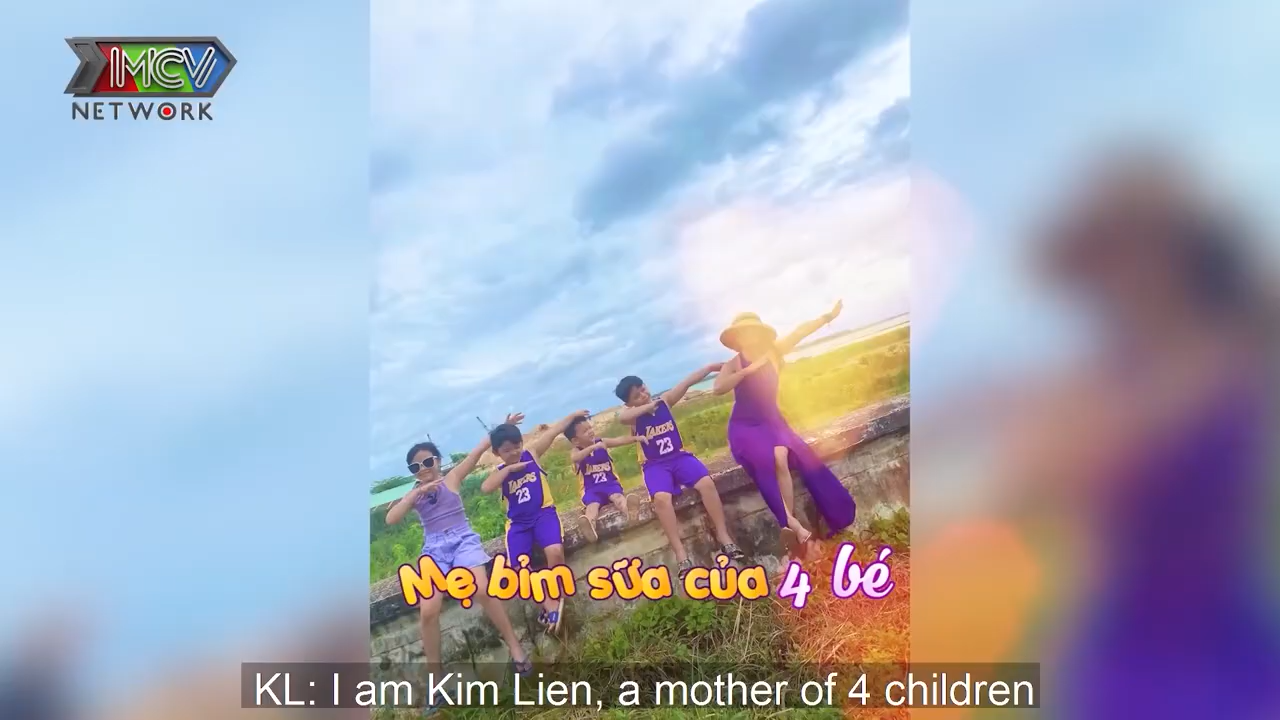 MCV
NETWORK
LAKERS
23
LAKERS
23
LAKERS
23
Mẹ bỉm sữa của 4 bé
KL: I am Kim Lien, a mother of 4 children